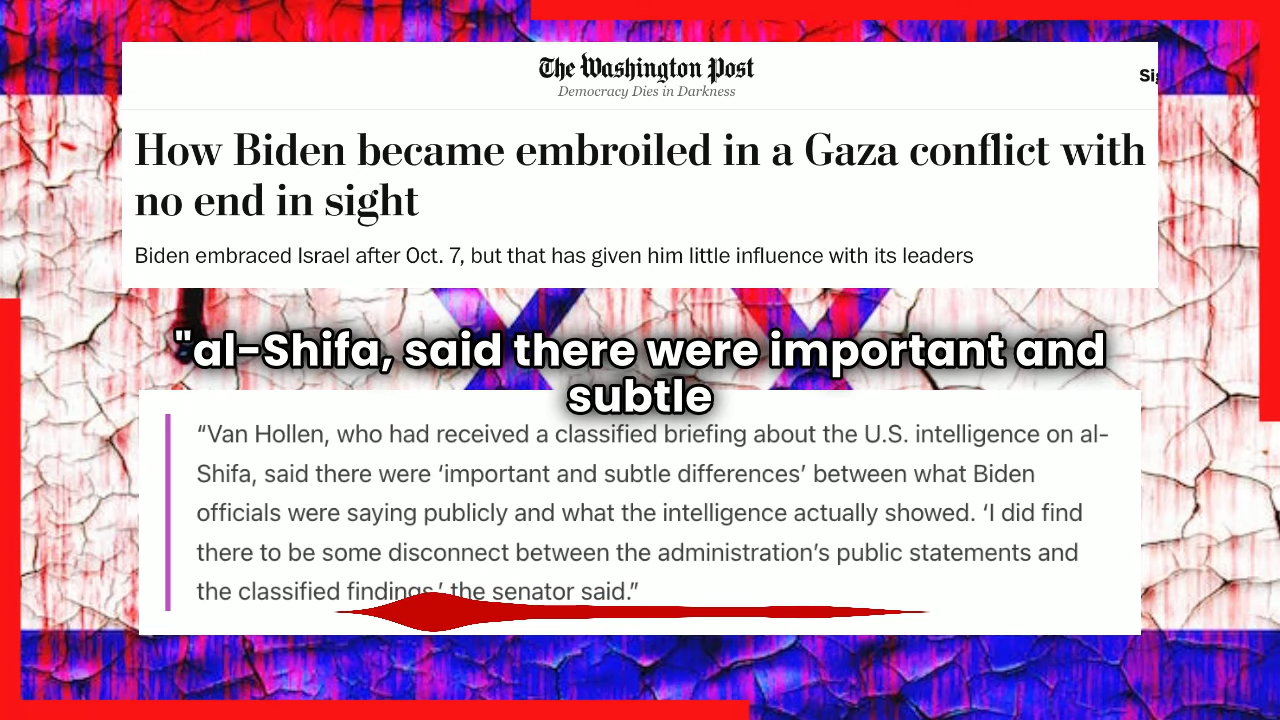 The Washington Post
Democracy Dies in Darkness
How Biden became embroiled in a Gaza conflict with
no end in sight
Biden embraced Israel after Oct. 7, but that has given him little influence with its leaders
"al-Shifa, said there were important and
subtle
“Van Hollen, who had received a classified briefing about the U.S. intelligence on al-
Shifa, said there were ‘important and subtle differences’ between what Biden
officials were saying publicly and what the intelligence actually showed. ‘I did find
there to be some disconnect between the administration’s public statements and
the classified findings,’ the senator said.”